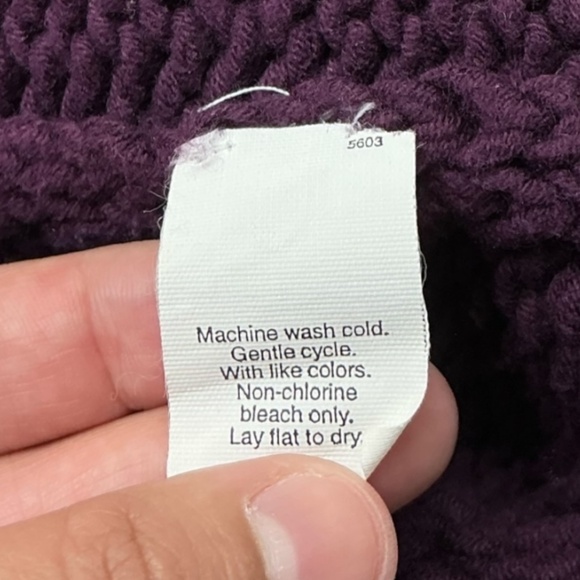 5603
Machine wash cold.
Gentle cycle.
With like colors.
Non-chlorine
bleach only.
Lay flat to dry.